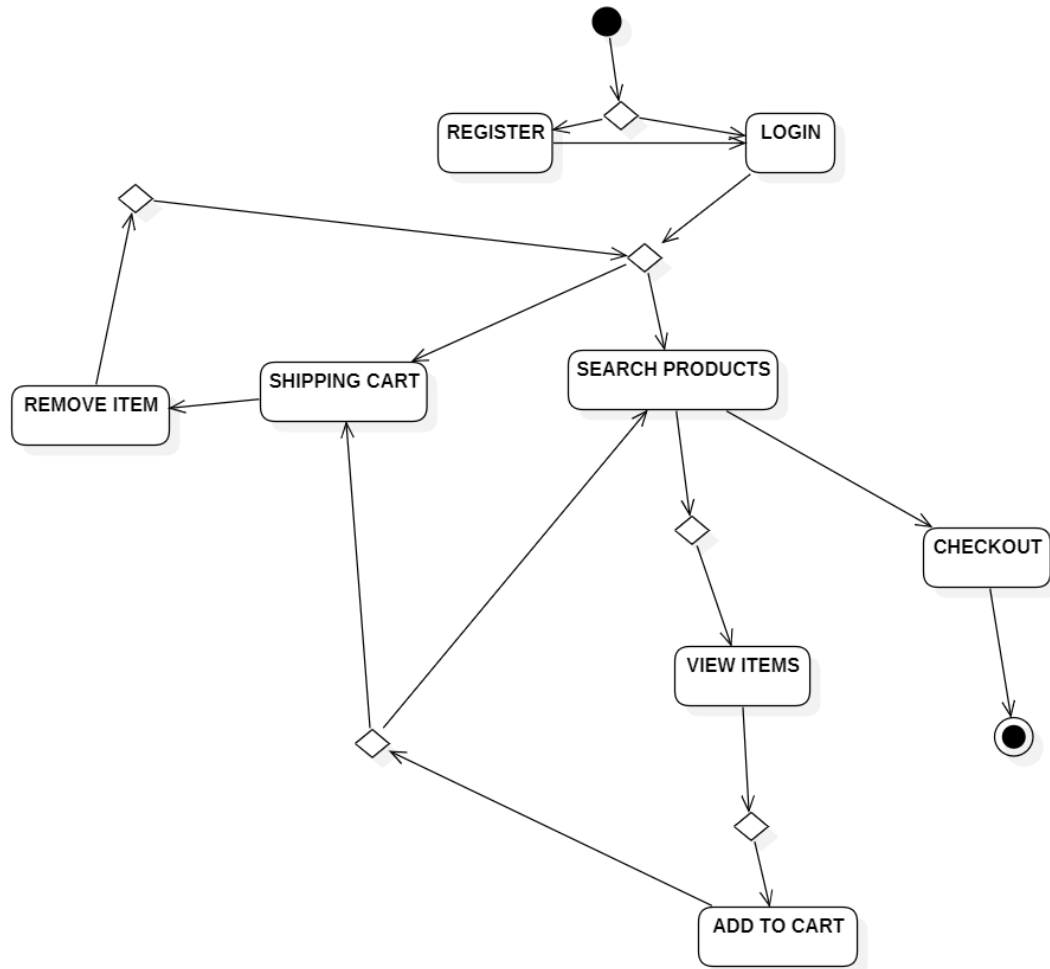 REGISTER
LOGIN
SHIPPING CART
SEARCH PRODUCTS
REMOVE ITEM
CHECKOUT
VIEW ITEMS
ADD TO CART